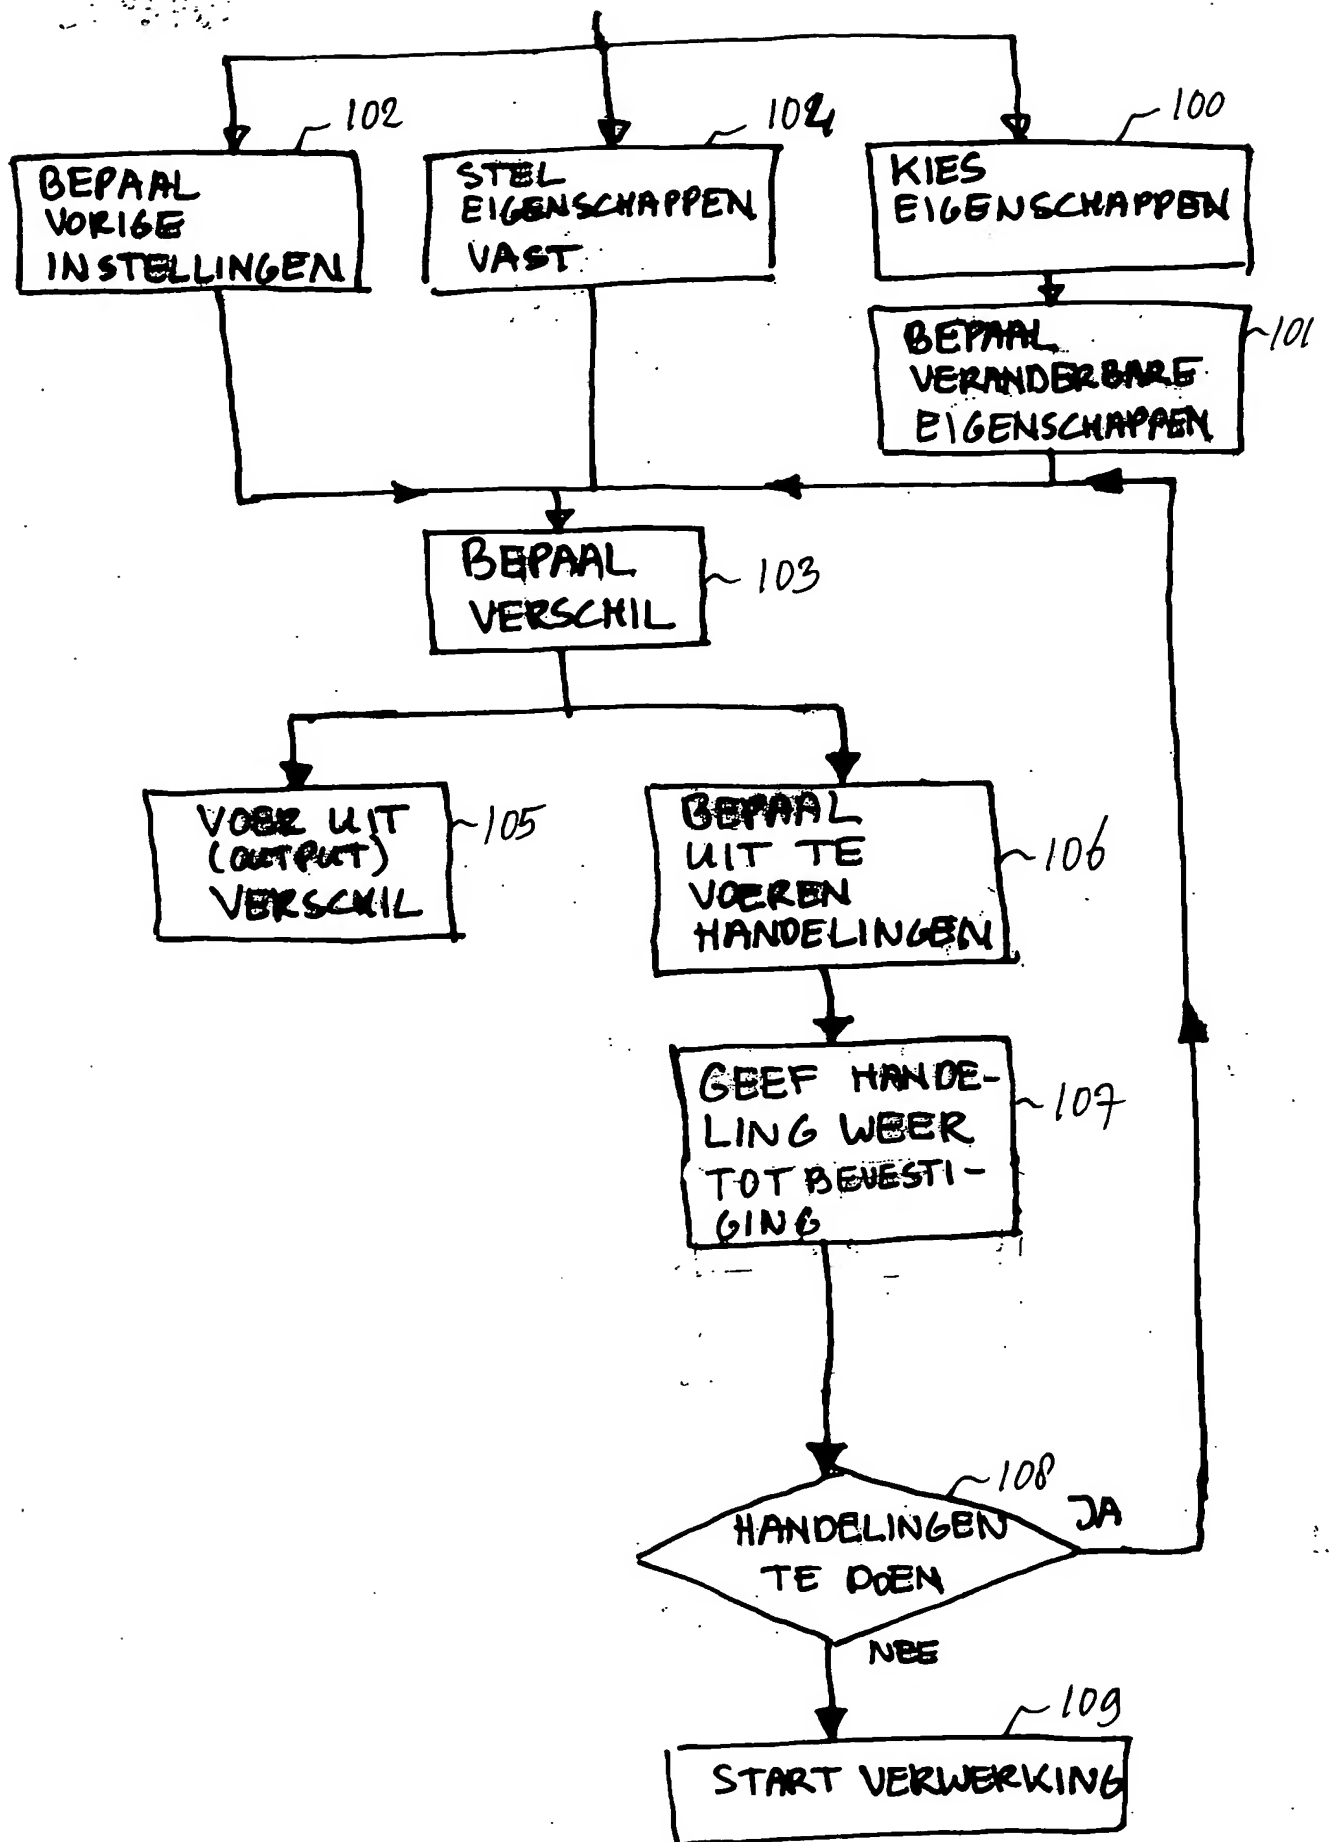 102
104
100
BEPAAL
VORIGE
INSTELLINGEN
STEL
EIGENSCHAPPEN
VAST
KIES
EIGENSCHAPPEN
BEPAAL
VERANDERBARE
EIGENSCHAPPEN
101
BEPAAL
VERSCHIL
103
VOER UIT
(OUTPUT)
VERSCHIL
105
BEPAAL
UIT TE
VOEREN
HANDELINGEN
106
GEEF HANDE-
LING WEER
TOT BEVESTI-
GING
107
108
HANDELINGEN
TE DOEN
JA
NEE
109
START VERWERKING